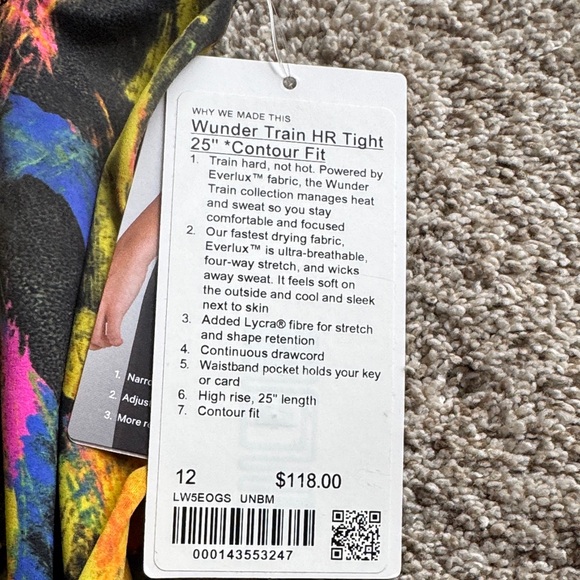 WHY WE MADE THIS
Wunder Train HR Tight
25" *Contour Fit
1. Train hard, not hot. Powered by
Everlux™ fabric, the Wunder
Train collection manages heat
and sweat so you stay
comfortable and focused
2. Our fastest drying fabric,
Everlux™ is ultra-breathable,
four-way stretch, and wicks
away sweat. It feels soft on
the outside and cool and sleek
next to skin
3. Added Lycra® fibre for stretch
and shape retention
4. Continuous drawcord
5. Waistband pocket holds your key
or card
6. High rise, 25" length
7. Contour fit
12 $118.00
LW5EOGS UNBM
000143553247
1.
2.
3. More